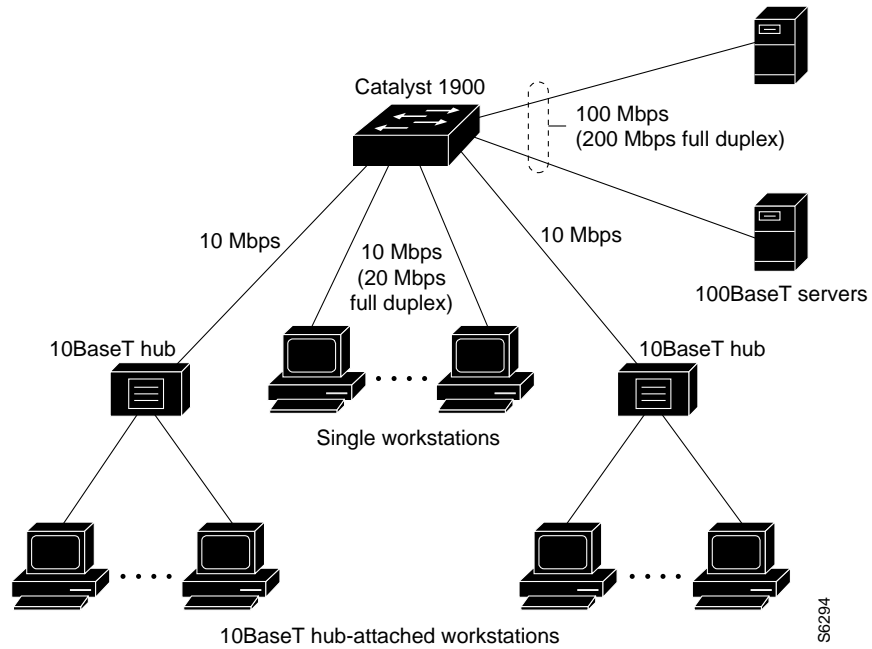 Catalyst 1900
100 Mbps
(200 Mbps full duplex)
10 Mbps
10 Mbps
(20 Mbps
full duplex)
10 Mbps
100BaseT servers
10BaseT hub
10BaseT hub
Single workstations
10BaseT hub-attached workstations
S6294